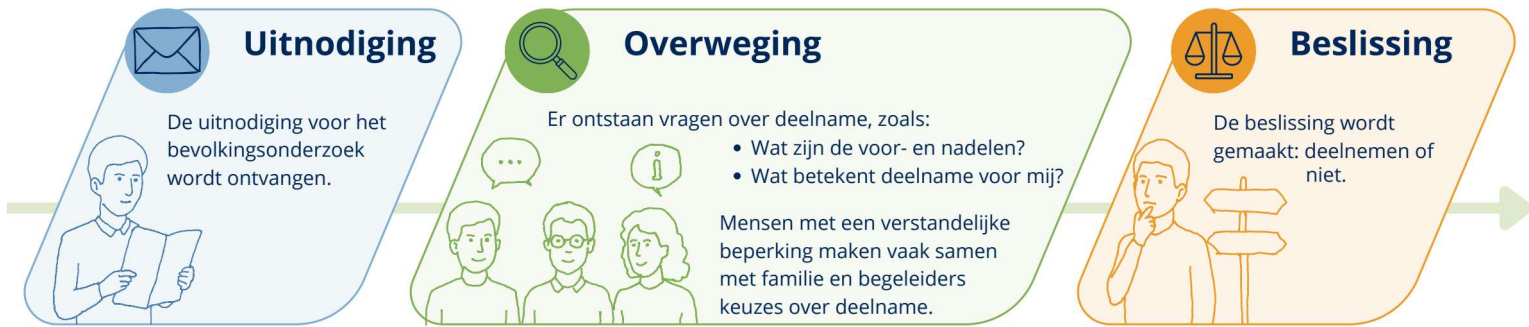 Uitnodiging
De uitnodiging voor het
bevolkingsonderzoek
wordt ontvangen.
Overweging
Er ontstaan vragen over deelname, zoals:
• Wat zijn de voor- en nadelen?
• Wat betekent deelname voor mij?
...
i
Mensen met een verstandelijke
beperking maken vaak samen
met familie en begeleiders
keuzes over deelname.
Beslissing
De beslissing wordt
gemaakt: deelnemen of
niet.